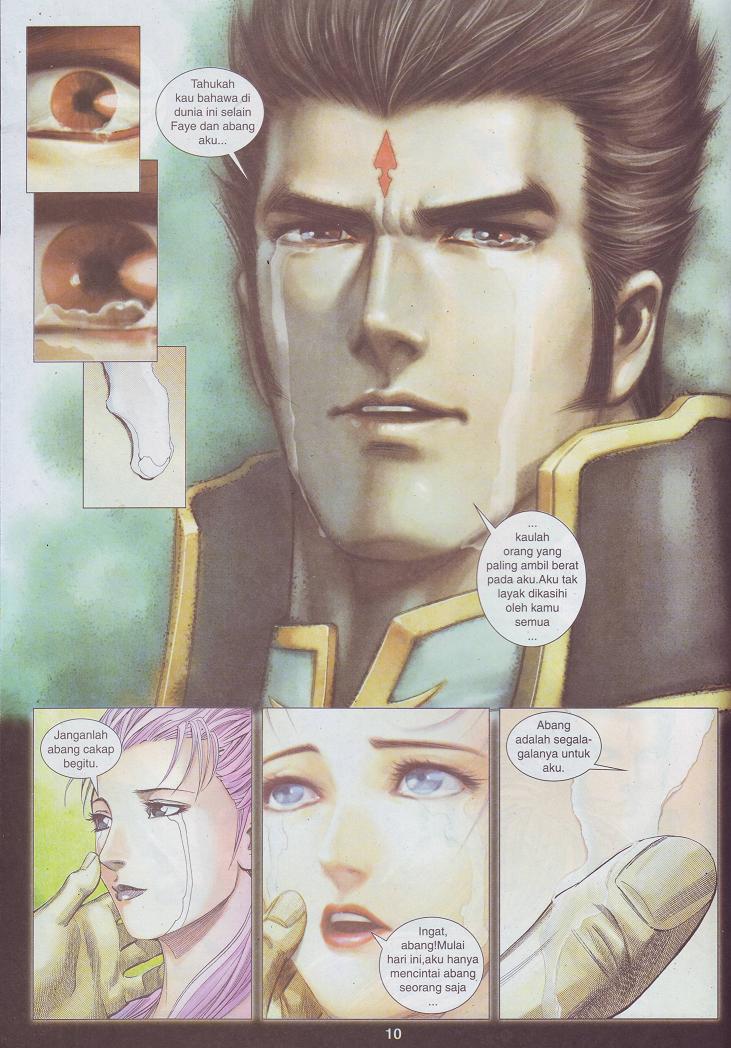 Tahukah
kau bahawa di
dunia ini selain
Faye dan abang
aku...
...
kaulah
orang yang
paling ambil berat
pada aku.Aku tak
layak dikasihi
oleh kamu
semua
...
Janganlah
abang cakap
begitu.
Ingat,
abang!Mulai
hari ini,aku hanya
mencintai abang
seorang saja
...
Abang
adalah segala-
galanya untuk
aku.
10